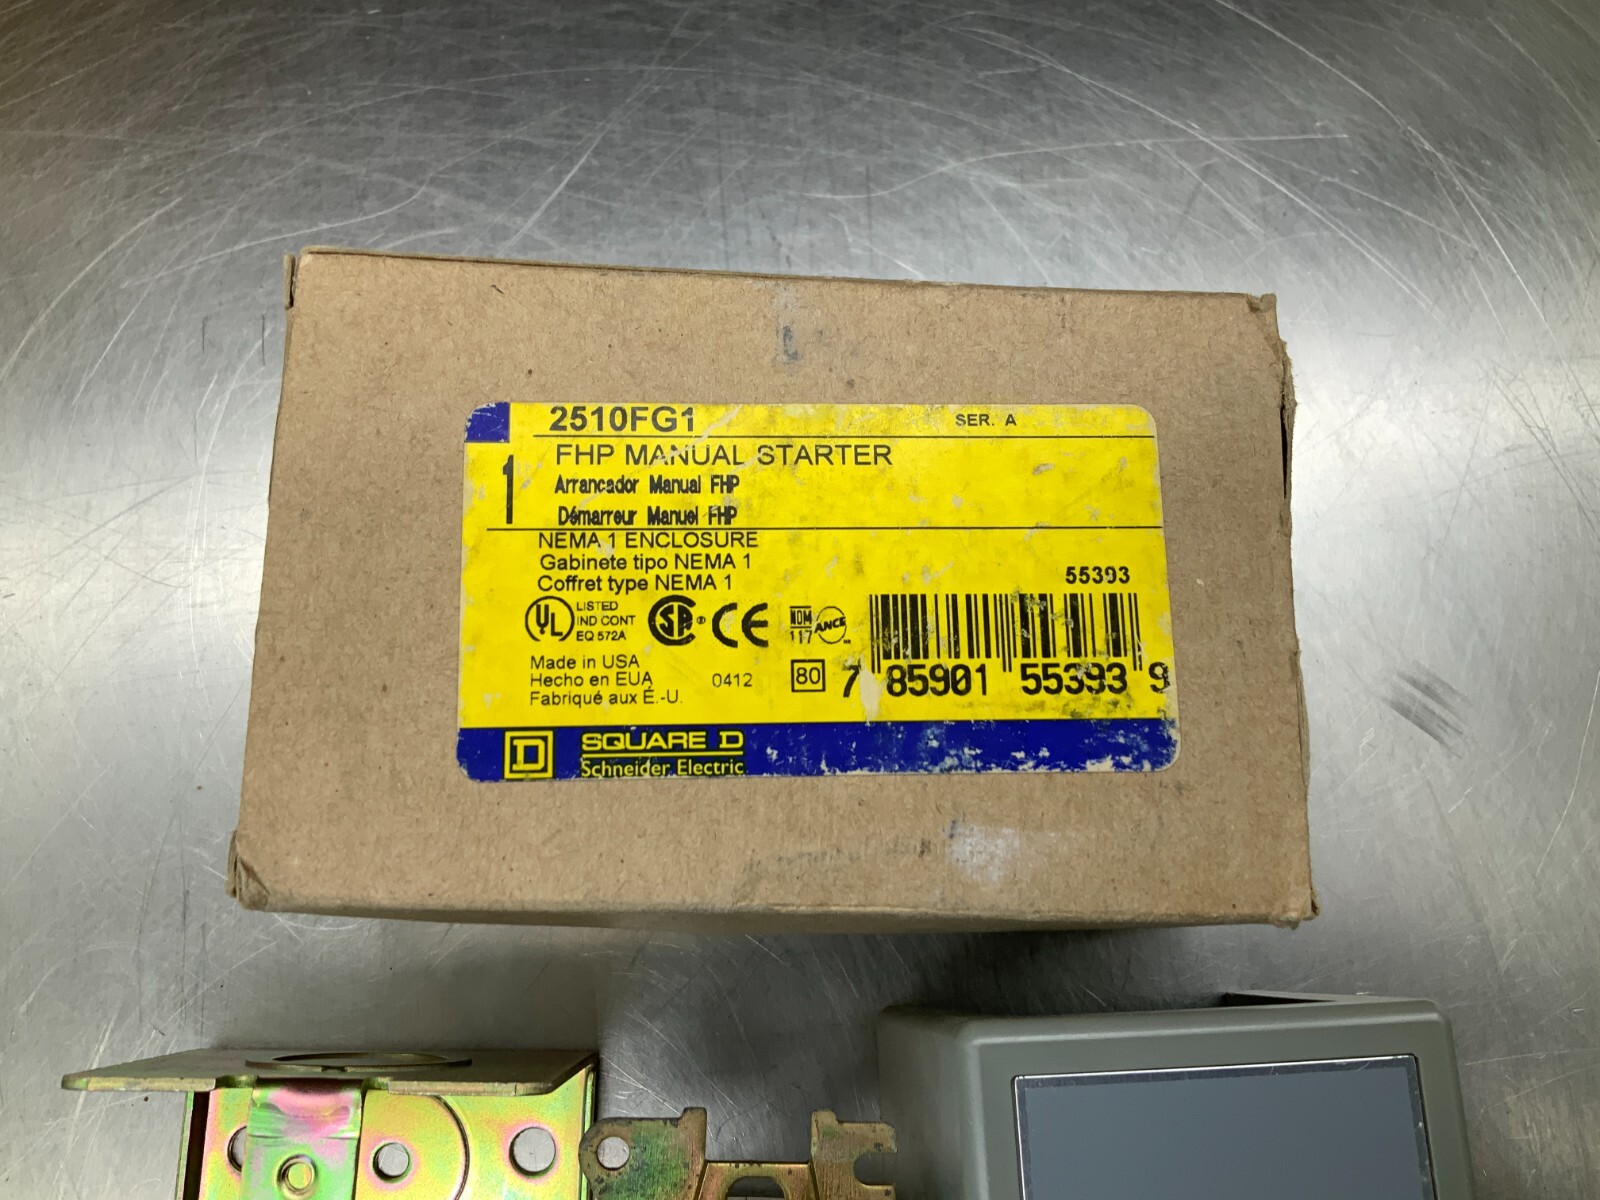 2510FG1
SER. A
1
FHP MANUAL STARTER
Arrancador Manual FHP
Démarreur Manuel FHP
NEMA 1 ENCLOSURE
Gabinete tipo NEMA 1
Coffret type NEMA 1
55393
UL LISTED
IND CONT
EQ 572A
SA
CE
NOM
117
ANCE
Made in USA
Hecho en EUA
Fabriqué aux É.-U.
0412
80
7 85901 55393 9
D
SQUARE D
Schneider Electric